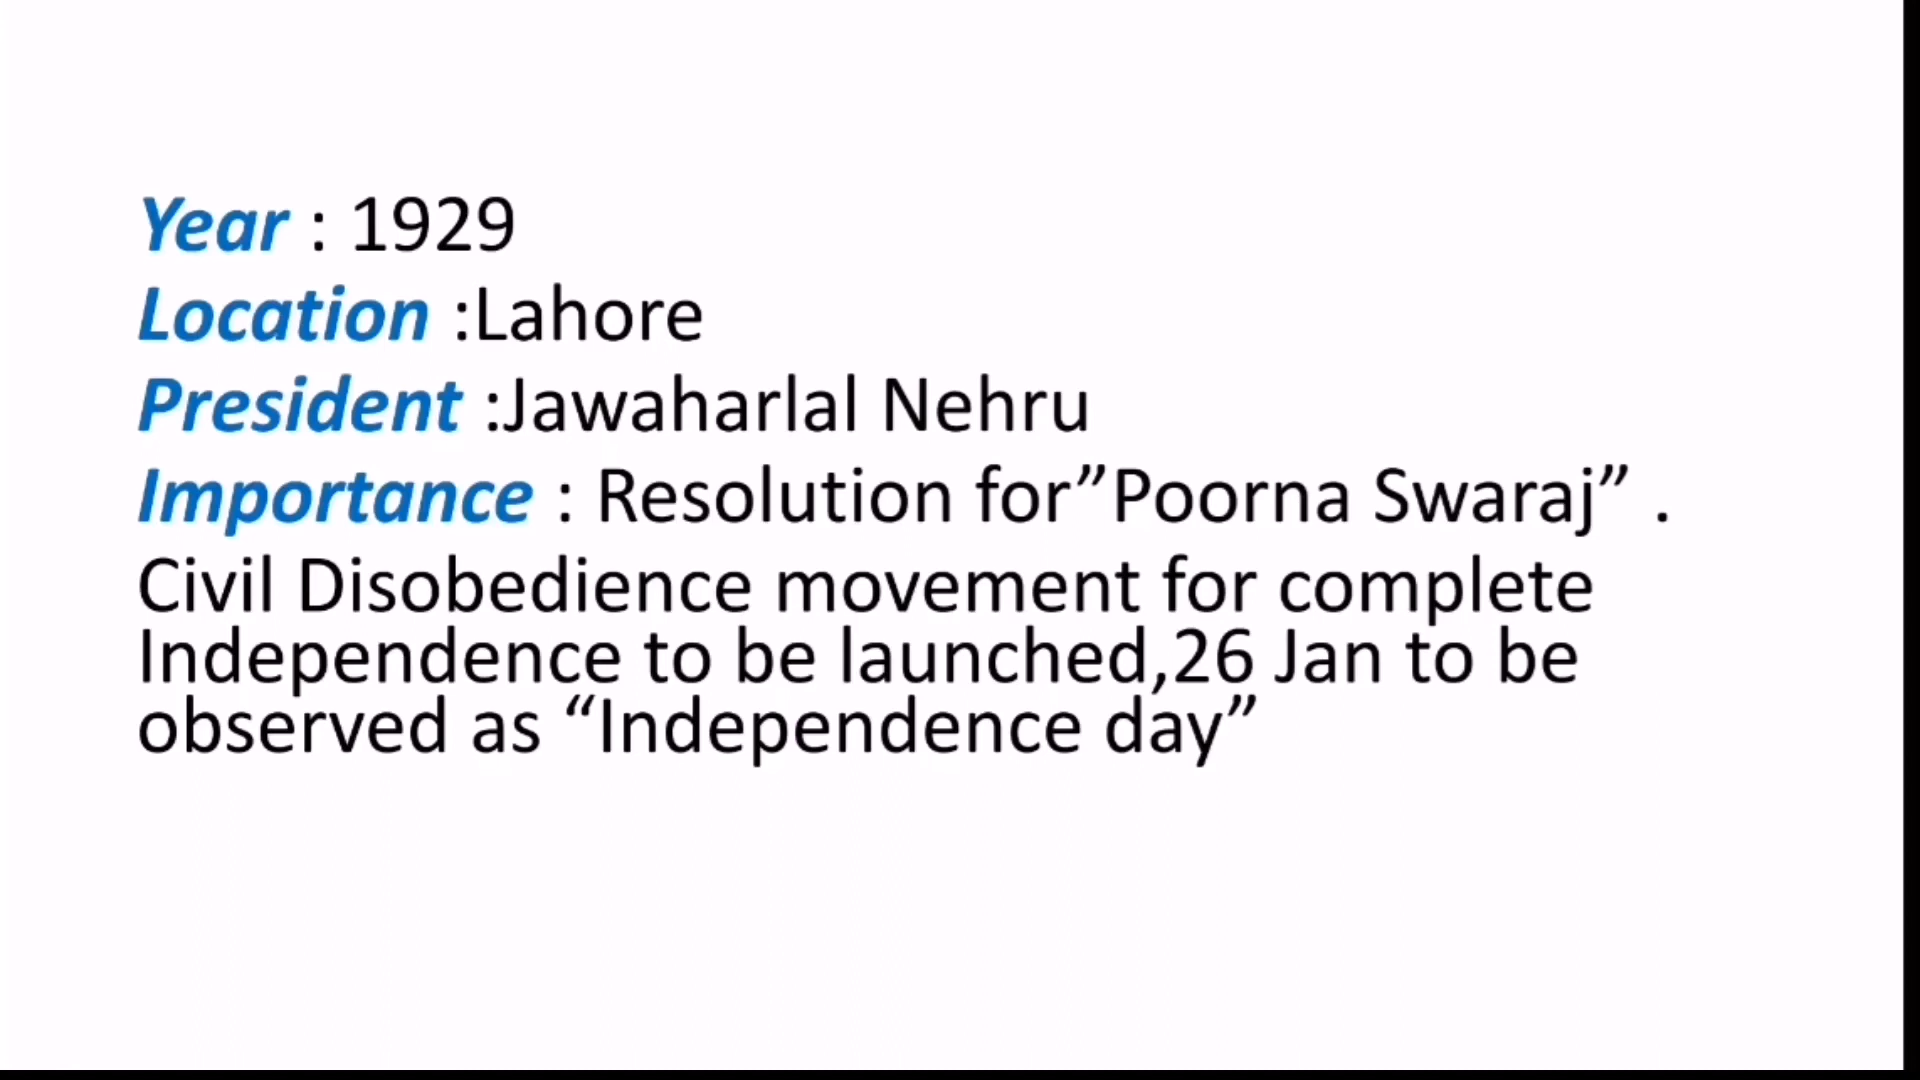 Year : 1929
Location :Lahore
President :Jawaharlal Nehru
Importance : Resolution for”Poorna Swaraj” .
Civil Disobedience movement for complete
Independence to be launched,26 Jan to be
observed as “Independence day”